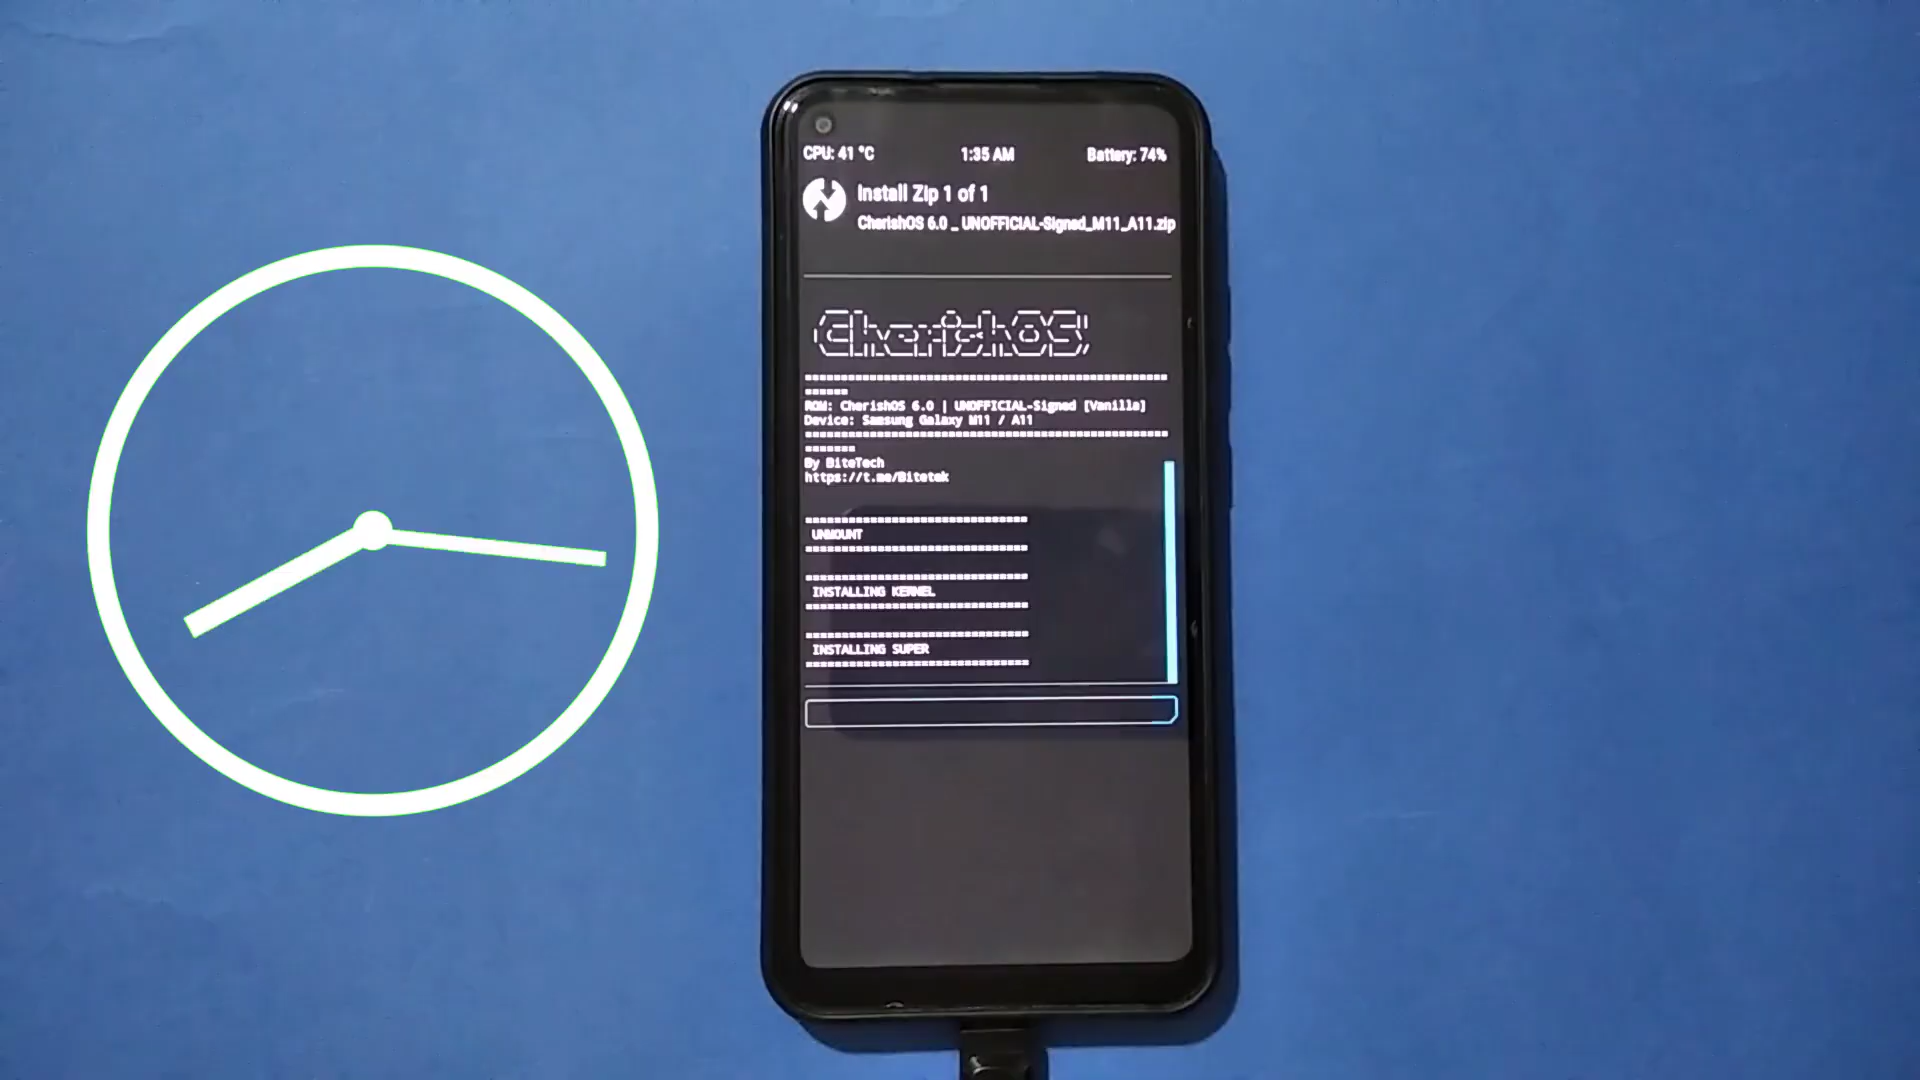 CPU: 41 °C 1:35 AM Battery: 74%
Install Zip 1 of 1
CherishOS 6.0 _ UNOFFICIAL-Signed_M11_A11.zip
CherishOS
ROM: CherishOS 6.0 | UNOFFICIAL-Signed [Vanilla]
Device: Samsung Galaxy M11 / A11
By BiteTech
https://t.me/Bitetek
UNMOUNT
INSTALLING KERNEL
INSTALLING SUPER